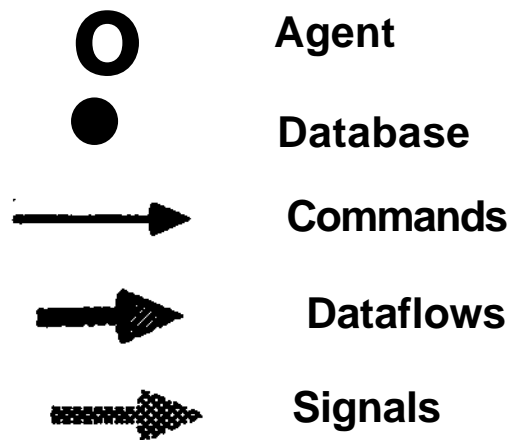 O Agent
Database
Commands
Dataflows
Signals